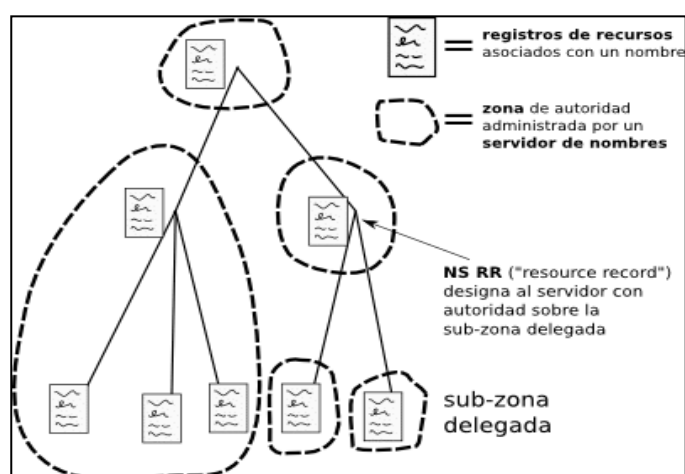 registros de recursos
asociados con un nombre
zona de autoridad
administrada por un
servidor de nombres
NS RR ("resource record")
designa al servidor con
autoridad sobre la
sub-zona delegada
sub-zona
delegada